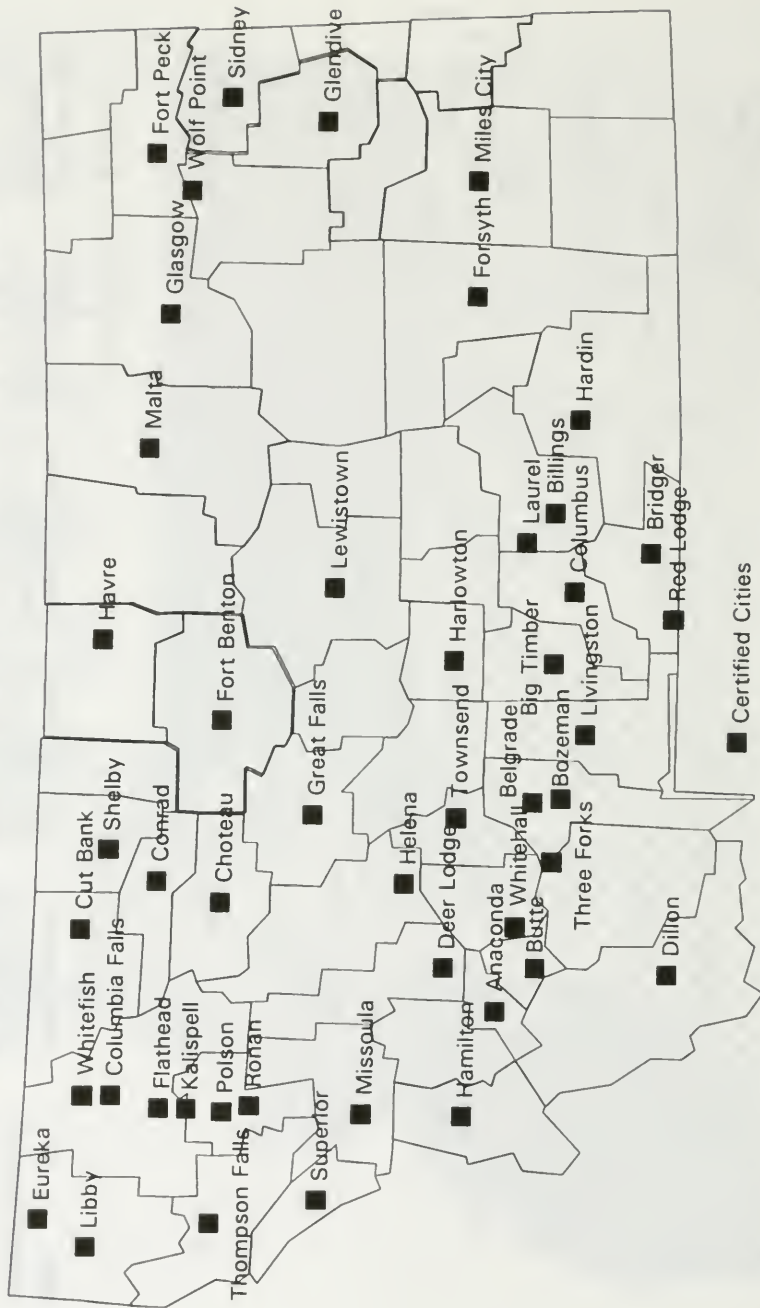 Eureka
Libby
Whitefish
Columbia Falls
Flathead
Kalispell
Polson
Ronan
Thompson Falls
Superior
Missoula
Hamilton
Cut Bank
Shelby
Conrad
Choteau
Great Falls
Helena
Deer Lodge
Townsend
Anaconda
Whitehall
Butte
Three Forks
Dillon
Belgrade
Bozeman
Havre
Fort Benton
Lewistown
Harlowton
Big Timber
Livingston
Malta
Laurel
Billings
Columbus
Hardin
Bridger
Red Lodge
Glasgow
Fort Peck
Wolf Point
Sidney
Glendive
Forsyth
Miles City
Certified Cities